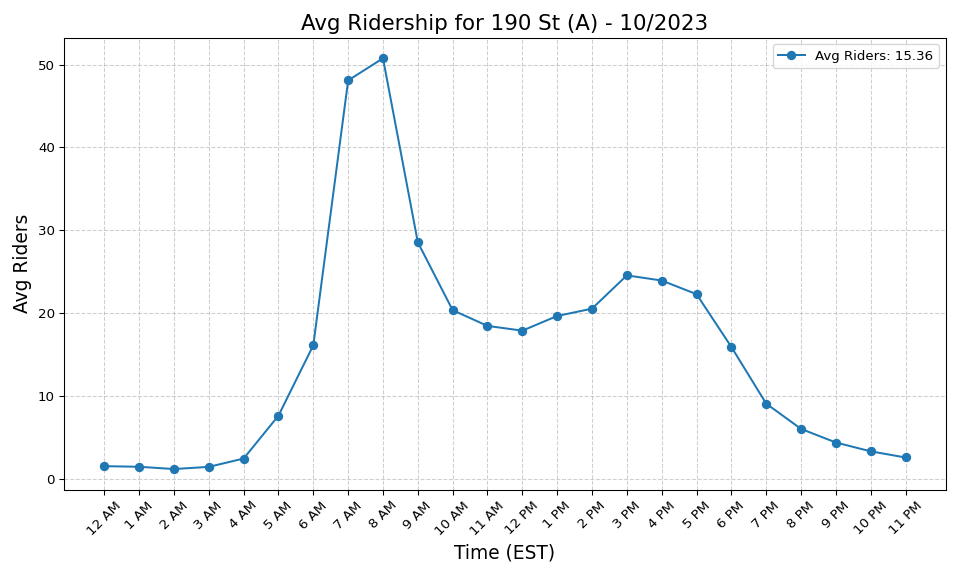 Avg Ridership for 190 St (A) - 10/2023
Avg Riders: 15.36
Avg Riders
50
40
30
20
10
0
12 AM 1 AM 2 AM 3 AM 4 AM 5 AM 6 AM 7 AM 8 AM 9 AM 10 AM 11 AM 12 PM 1 PM 2 PM 3 PM 4 PM 5 PM 6 PM 7 PM 8 PM 9 PM 10 PM 11 PM
Time (EST)